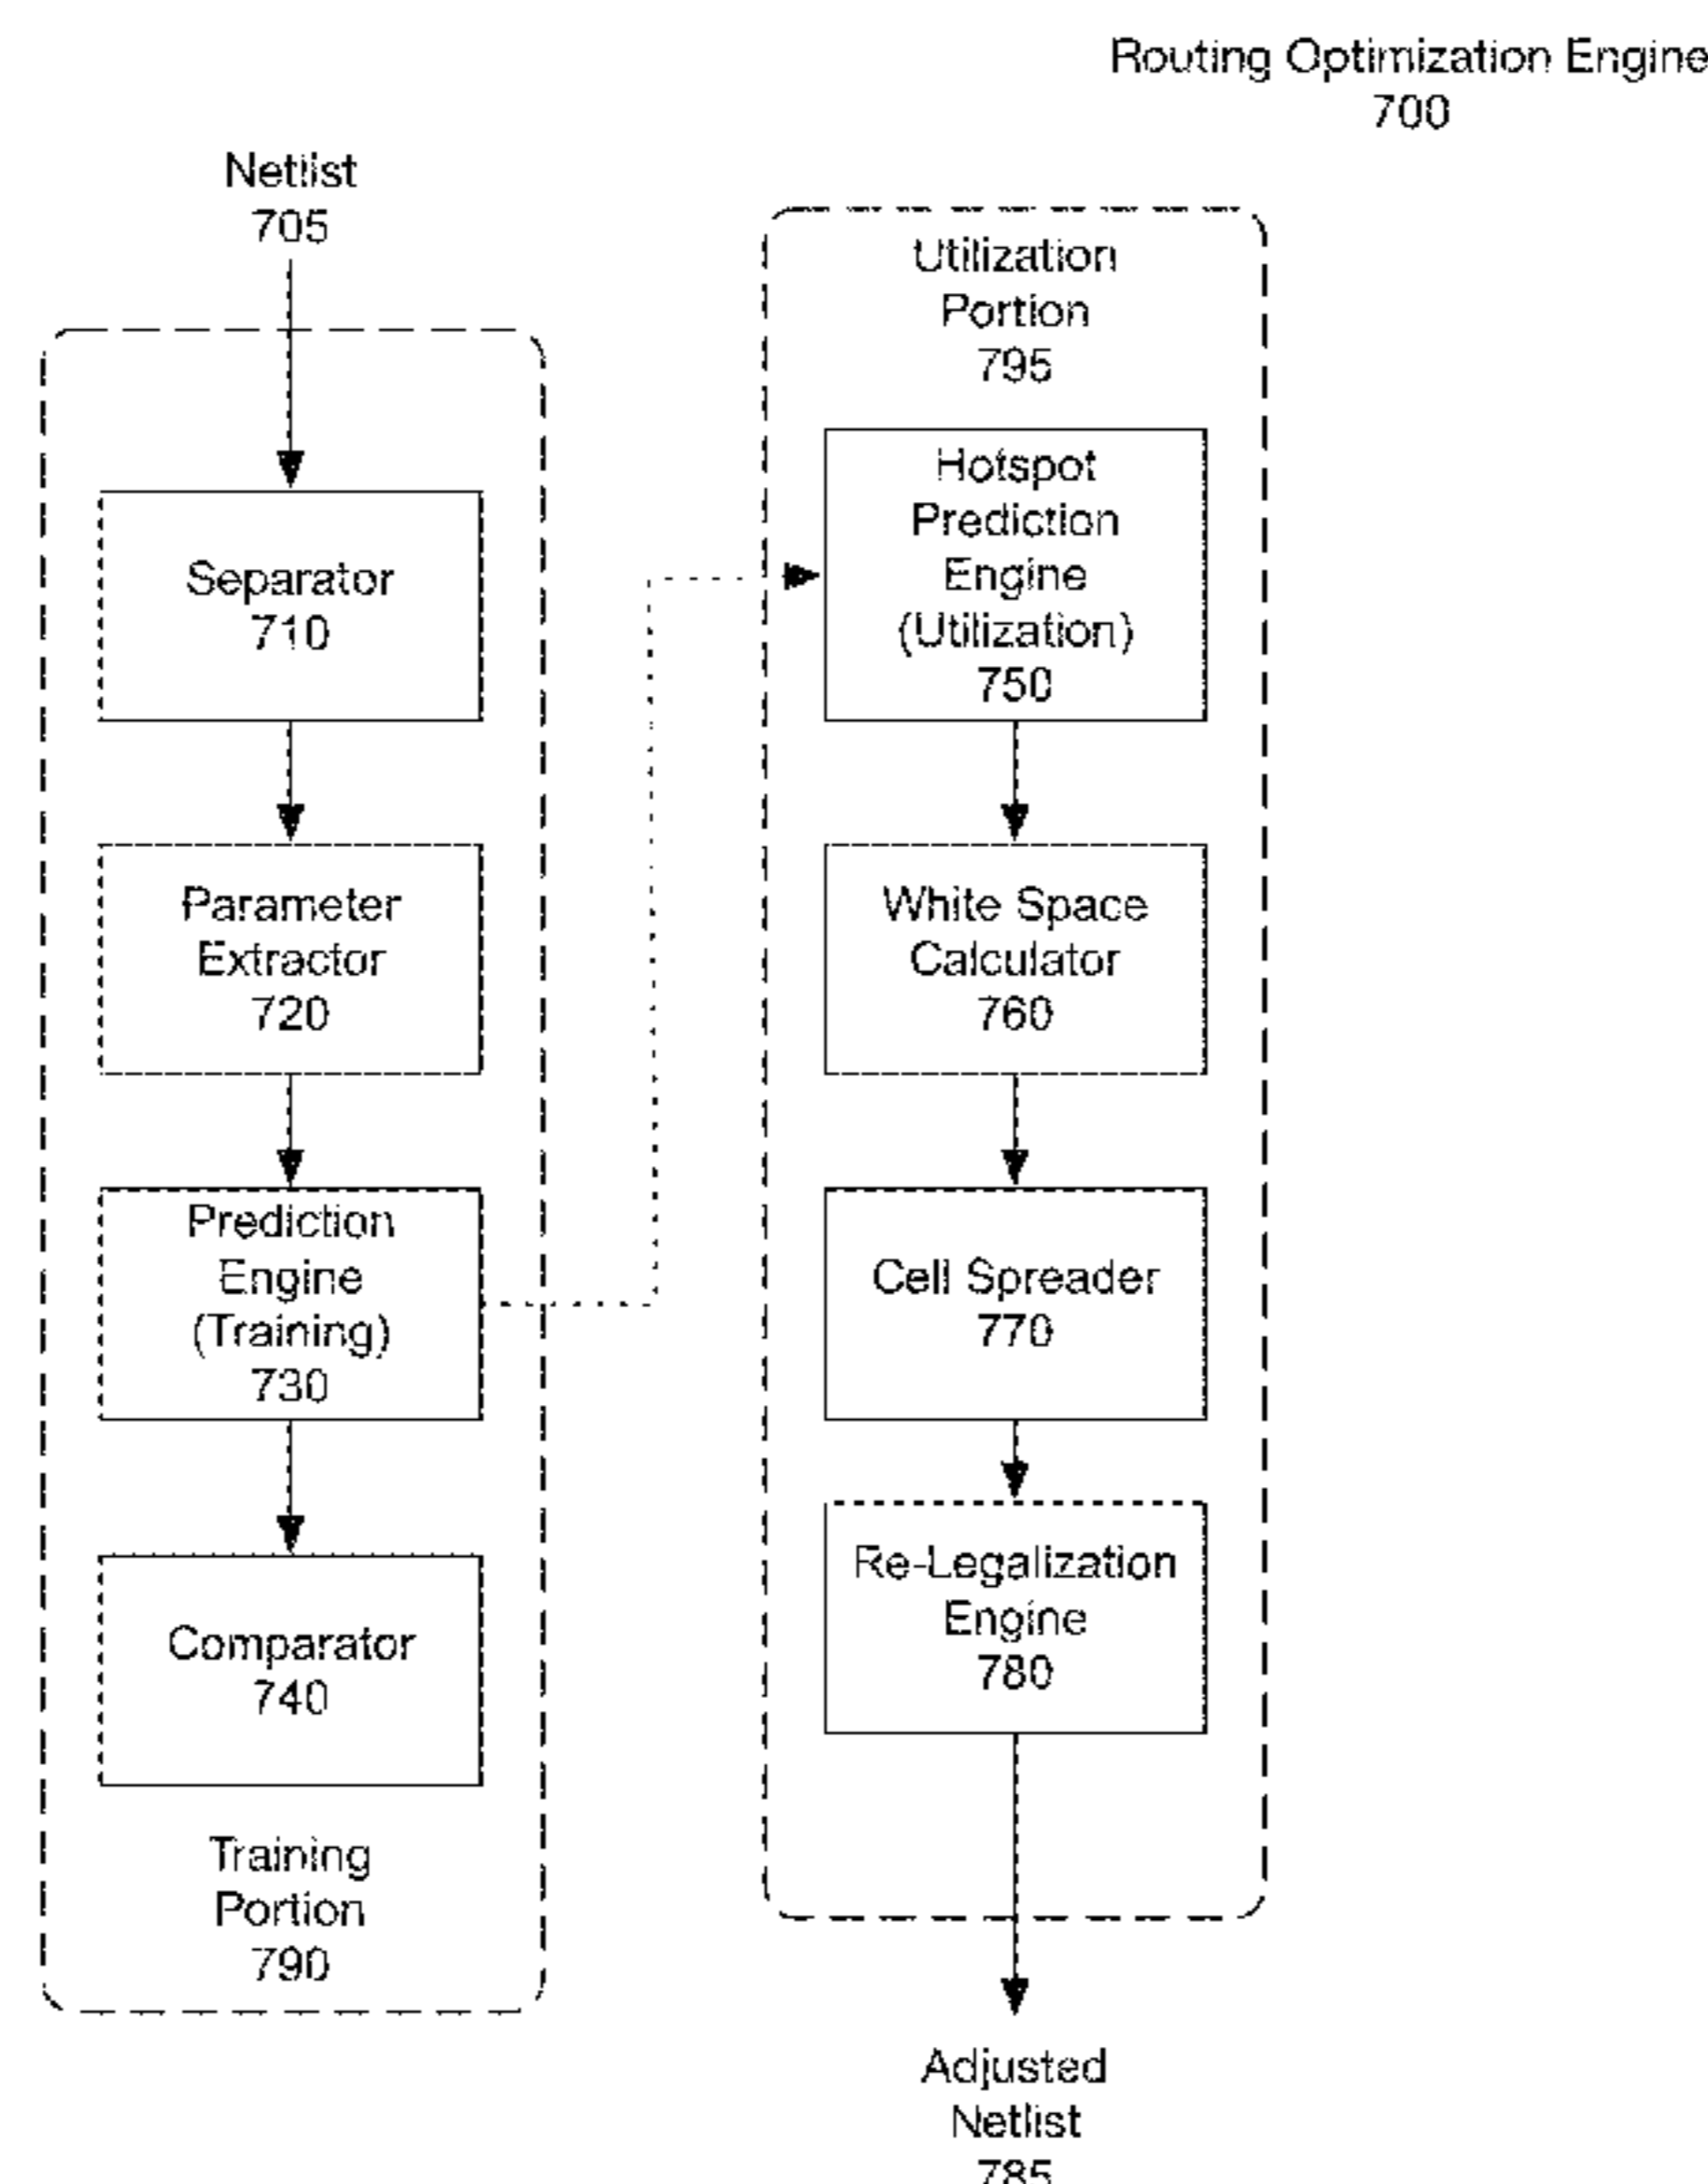 Routing Optimization Engine
700
Netlist
705
Separator
710
Parameter
Extractor
720
Prediction
Engine
(Training)
730
Comparator
740
Training
Portion
790
Utilization
Portion
795
Hotspot
Prediction
Engine
(Utilization)
750
White Space
Calculator
760
Cell Spreader
770
Re-Legalization
Engine
780
Adjusted
Netlist
785